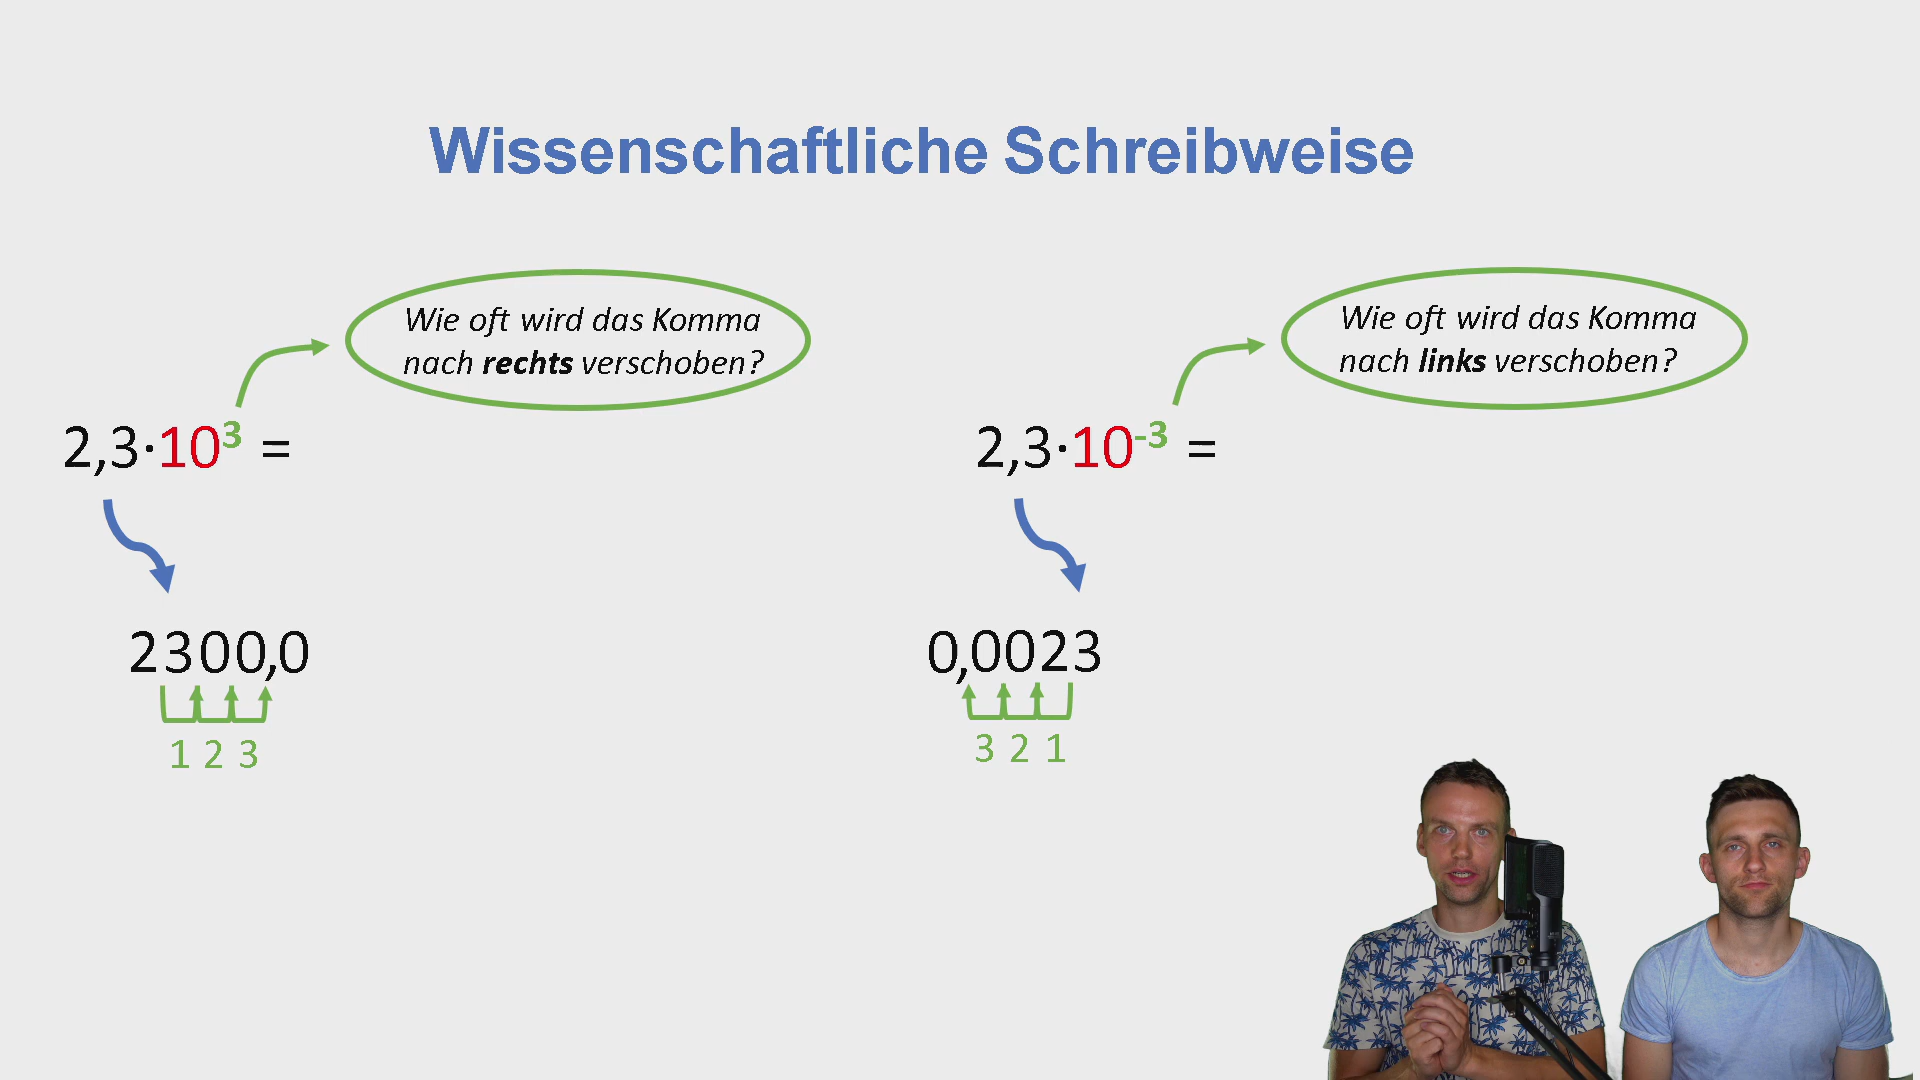 Wissenschaftliche Schreibweise
Wie oft wird das Komma
nach rechts verschoben?
2,3·10³ =
2300,0
1 2 3
Wie oft wird das Komma
nach links verschoben?
2,3·10⁻³ =
0,0023
3 2 1